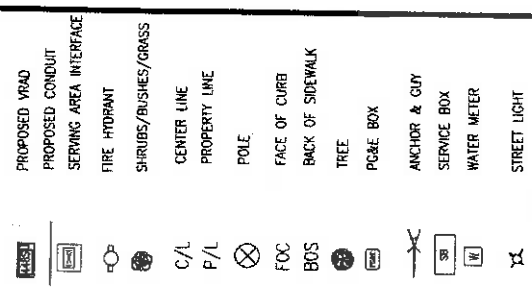 PROPOSED VRAD
PROPOSED CONDUIT
SERVING AREA INTERFACE
FIRE HYDRANT
SHRUBS/BUSHES/GRASS
C/L CENTER LINE
P/L PROPERTY LINE
POLE
FOC FACE OF CURB
BOS BACK OF SIDEWALK
TREE
PG&E BOX
ANCHOR & GUY
SB SERVICE BOX
W WATER METER
STREET LIGHT